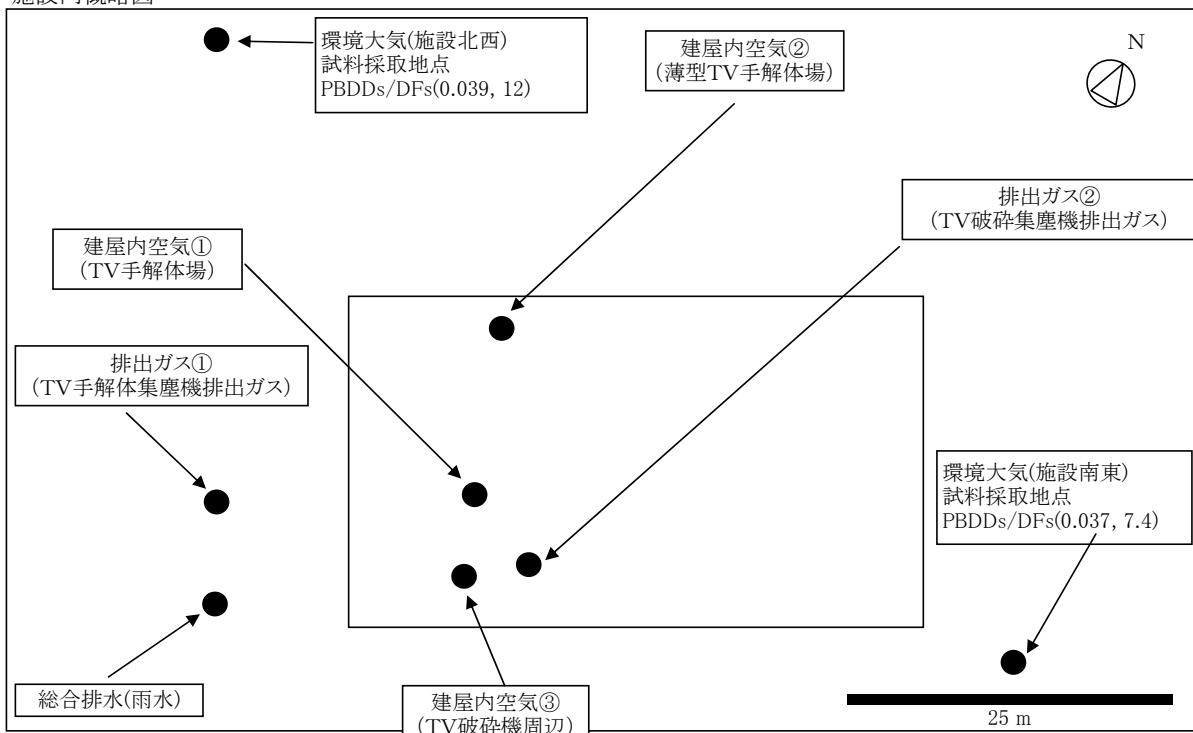 施設内概略図
環境大気(施設北西)
試料採取地点
PBDDs/DFs(0.039, 12)
建屋内空気②
(薄型TV手解体場)
N
排出ガス②
(TV破砕集塵機排出ガス)
建屋内空気①
(TV手解体場)
排出ガス①
(TV手解体集塵機排出ガス)
環境大気(施設南東)
試料採取地点
PBDDs/DFs(0.037, 7.4)
総合排水(雨水)
建屋内空気③
(TV破砕機周辺)
25 m